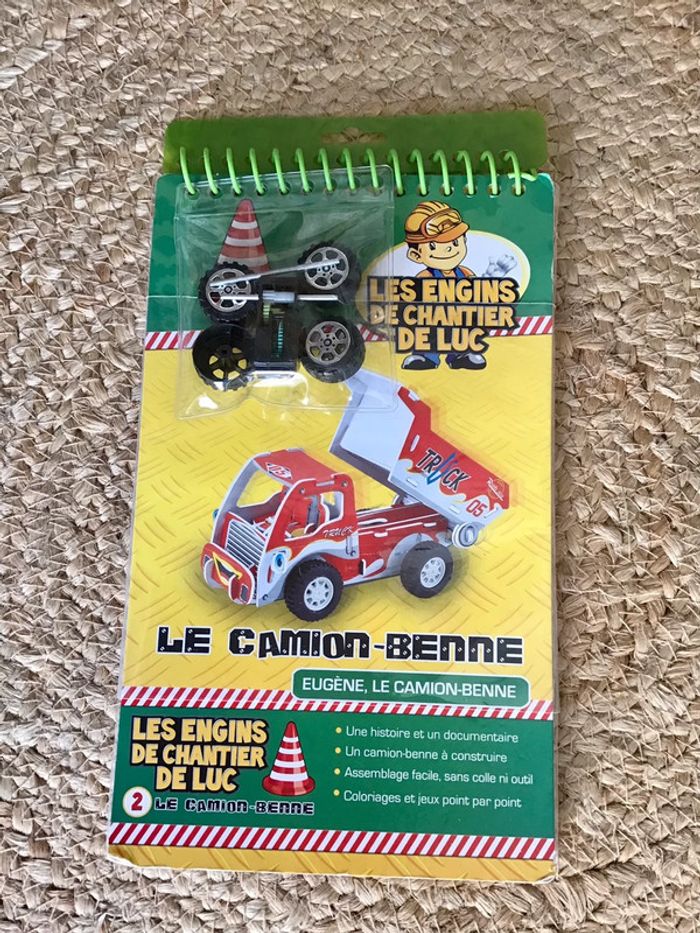 LES ENGINS
DE CHANTIER
DE LUC
TRUCK
05
TRUCK
LE CAMION-BENNE
EUGÈNE, LE CAMION-BENNE
LES ENGINS
DE CHANTIER
DE LUC
2 LE CAMION-BENNE
• Une histoire et un documentaire
• Un camion-benne à construire
• Assemblage facile, sans colle ni outil
• Coloriages et jeux point par point